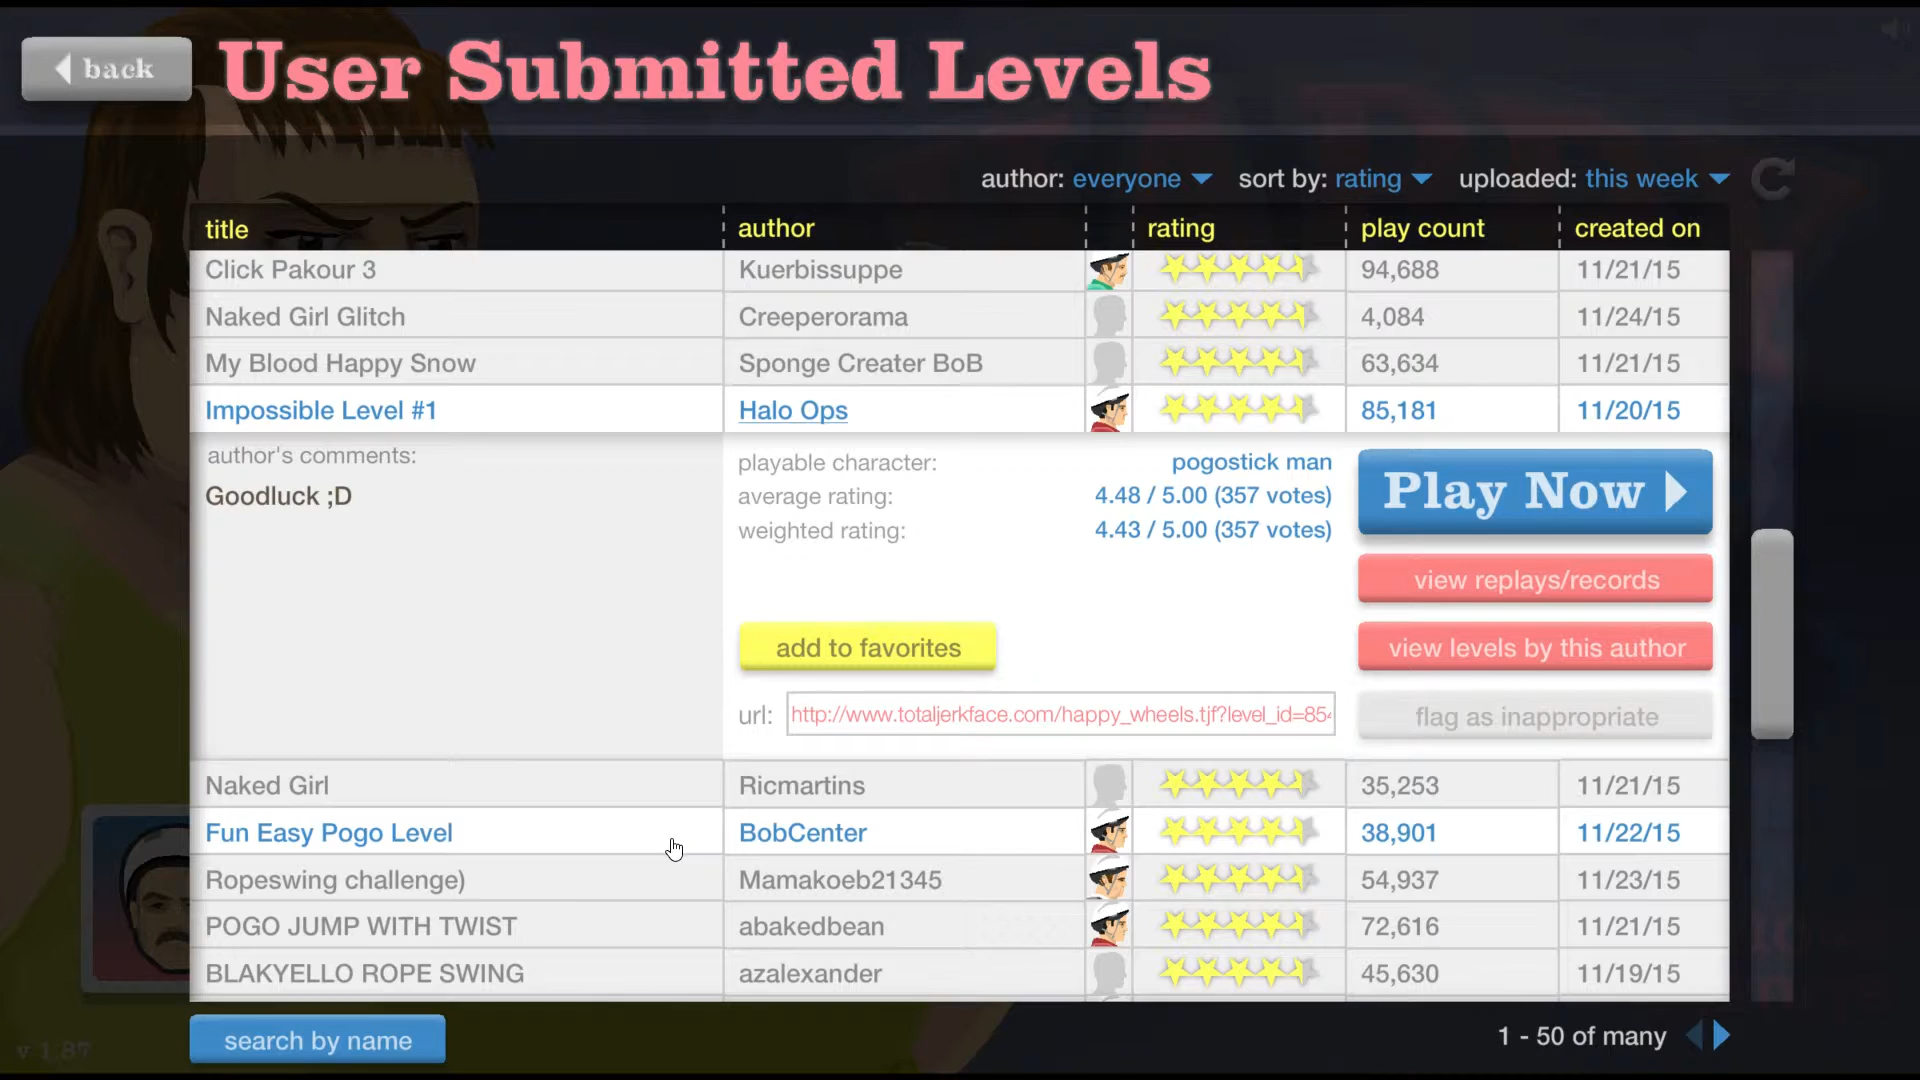 back
User Submitted Levels
author: everyone sort by: rating uploaded: this week
title author rating play count created on
Click Pakour 3 Kuerbissuppe 94,688 11/21/15
Naked Girl Glitch Creeperorama 4,084 11/24/15
My Blood Happy Snow Sponge Creater BoB 63,634 11/21/15
Impossible Level #1 Halo Ops 85,181 11/20/15
author's comments:
Goodluck ;D
playable character: pogostick man
average rating: 4.48 / 5.00 (357 votes)
weighted rating: 4.43 / 5.00 (357 votes)
Play Now
view replays/records
add to favorites
view levels by this author
url: http://www.totaljerkface.com/happy_wheels.tjf?level_id=85
flag as inappropriate
Naked Girl Ricmartins 35,253 11/21/15
Fun Easy Pogo Level BobCenter 38,901 11/22/15
Ropeswing challenge) Mamakoeb21345 54,937 11/23/15
POGO JUMP WITH TWIST abakedbean 72,616 11/21/15
BLAKYELLO ROPE SWING azalexander 45,630 11/19/15
search by name
1 - 50 of many
v 1.87